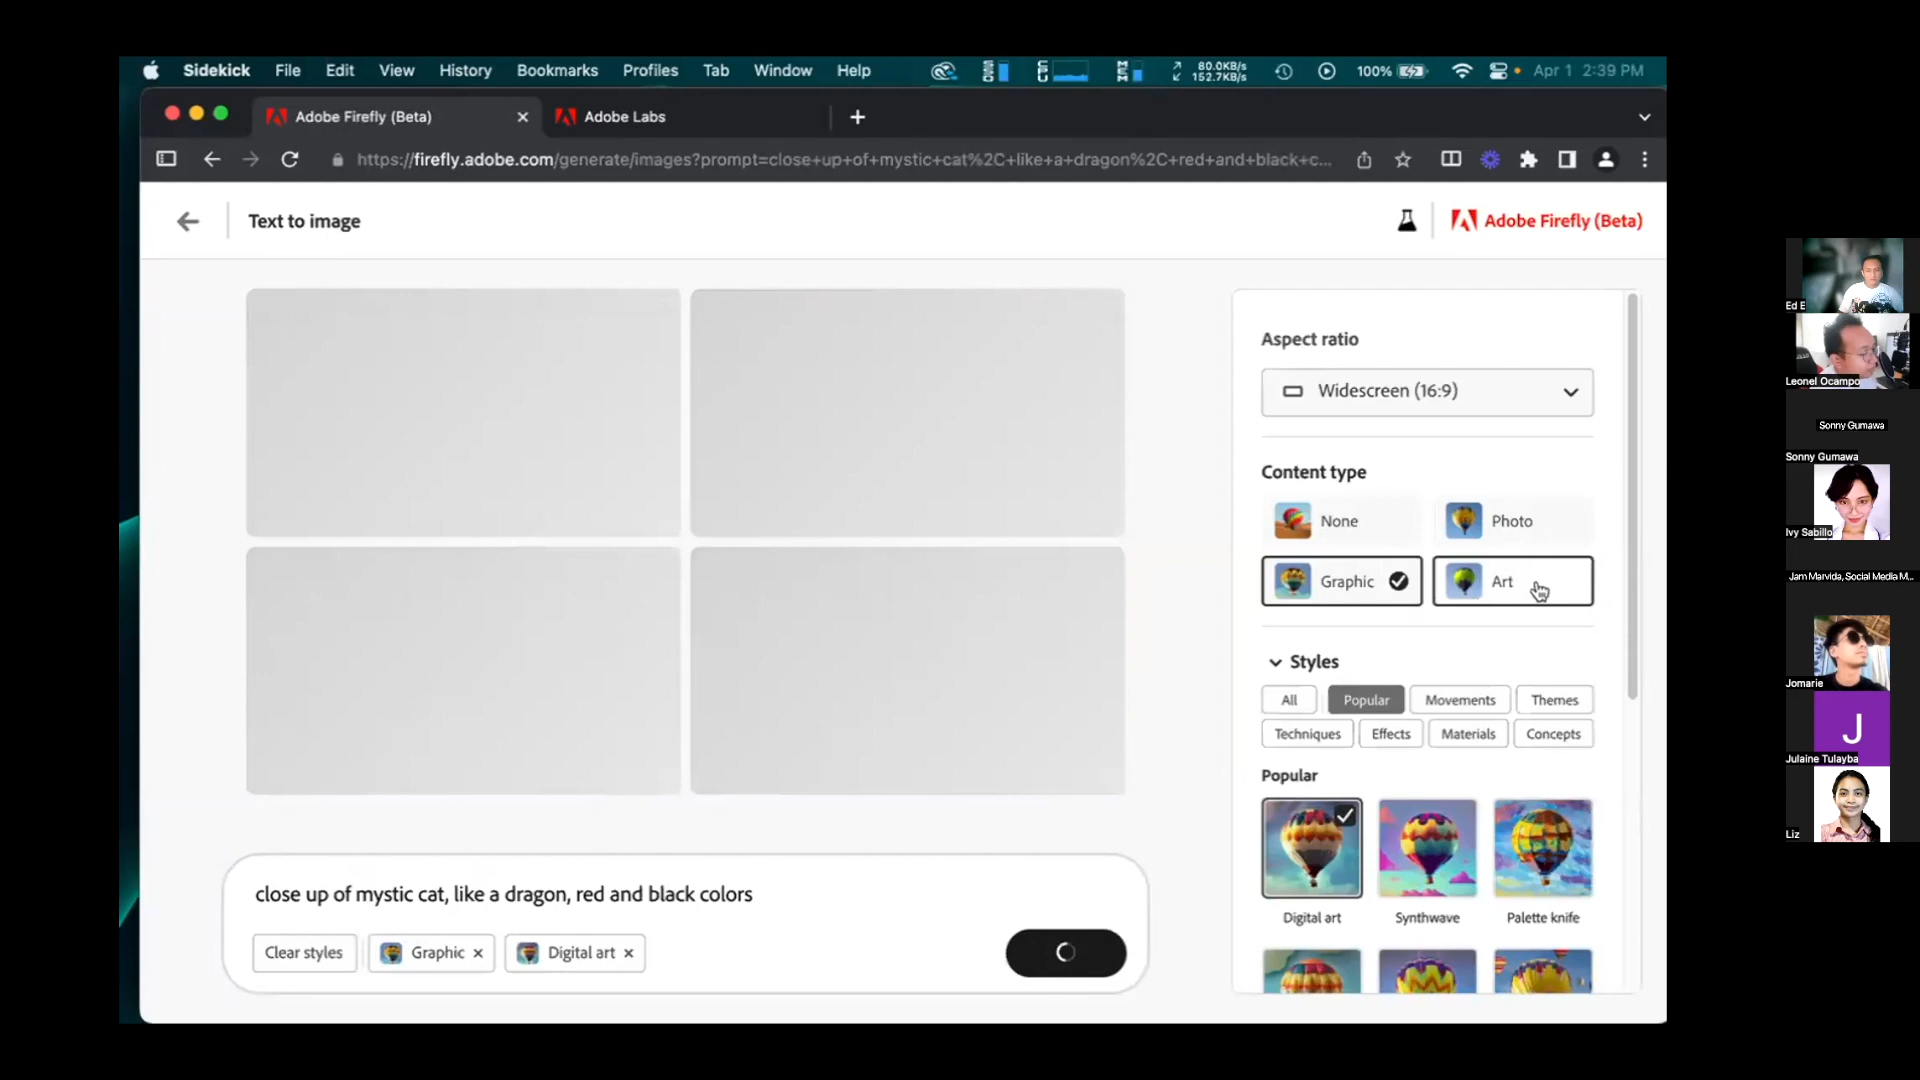 Sidekick File Edit View History Bookmarks Profiles Tab Window Help 80.0KB/s 152.7KB/s 100% Apr 1 2:39 PM
Adobe Firefly (Beta) Adobe Labs
https://firefly.adobe.com/generate/images?prompt=close+up+of+mystic+cat%2C+like+a+dragon%2C+red+and+black+c...
Text to image
Adobe Firefly (Beta)
Aspect ratio
Widescreen (16:9)
Content type
None Photo
Graphic Art
Styles
All Popular Movements Themes
Techniques Effects Materials Concepts
Popular
Digital art Synthwave Palette knife
close up of mystic cat, like a dragon, red and black colors
Clear styles Graphic Digital art
Ed E
Leonel Ocampo
Sonny Gumawa
Sonny Gumawa
Ivy Sabillo
Jam Marvida, Social Media M...
Jomarie
J
Julaine Tulayba
Liz